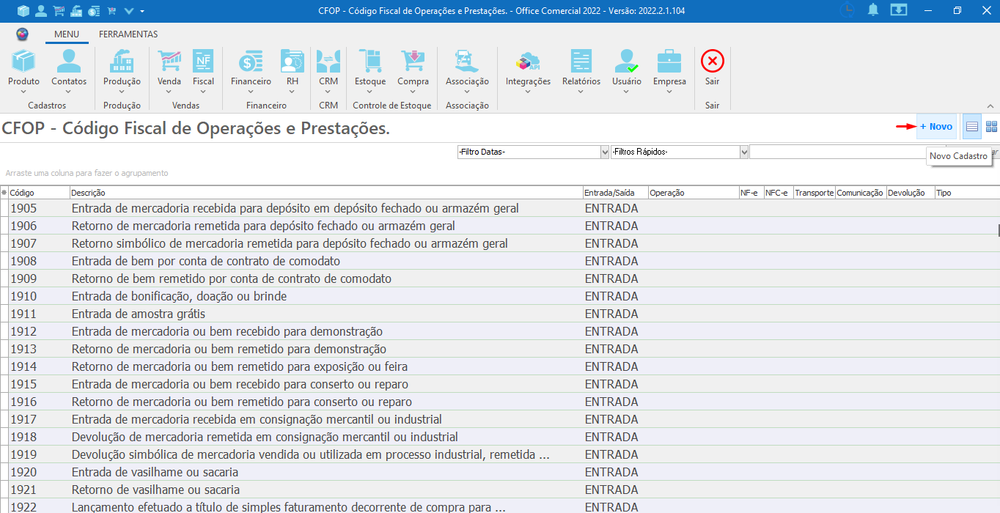 CFOP - Código Fiscal de Operações e Prestações. - Office Comercial 2022 - Versão: 2022.2.1.104
MENU FERRAMENTAS
NF API
Produto Contatos Produção Venda Fiscal Financeiro RH CRM Estoque Compra Associação Integrações Relatórios Usuário Empresa Sair
Cadastros Produção Vendas Financeiro CRM Controle de Estoque Associação Sair
CFOP - Código Fiscal de Operações e Prestações.
+ Novo
-Filtro Datas- -Filtros Rápidos-
Novo Cadastro
Arraste uma coluna para fazer o agrupamento
Código Descrição Entrada/Saída Operação NF-e NFC-e Transporte Comunicação Devolução Tipo
1905 Entrada de mercadoria recebida para depósito em depósito fechado ou armazém geral ENTRADA
1906 Retorno de mercadoria remetida para depósito fechado ou armazém geral ENTRADA
1907 Retorno simbólico de mercadoria remetida para depósito fechado ou armazém geral ENTRADA
1908 Entrada de bem por conta de contrato de comodato ENTRADA
1909 Retorno de bem remetido por conta de contrato de comodato ENTRADA
1910 Entrada de bonificação, doação ou brinde ENTRADA
1911 Entrada de amostra grátis ENTRADA
1912 Entrada de mercadoria ou bem recebido para demonstração ENTRADA
1913 Retorno de mercadoria ou bem remetido para demonstração ENTRADA
1914 Retorno de mercadoria ou bem remetido para exposição ou feira ENTRADA
1915 Entrada de mercadoria ou bem recebido para conserto ou reparo ENTRADA
1916 Retorno de mercadoria ou bem remetido para conserto ou reparo ENTRADA
1917 Entrada de mercadoria recebida em consignação mercantil ou industrial ENTRADA
1918 Devolução de mercadoria remetida em consignação mercantil ou industrial ENTRADA
1919 Devolução simbólica de mercadoria vendida ou utilizada em processo industrial, remetida ... ENTRADA
1920 Entrada de vasilhame ou sacaria ENTRADA
1921 Retorno de vasilhame ou sacaria ENTRADA
1922 Lançamento efetuado a título de simples faturamento decorrente de compra para ... ENTRADA